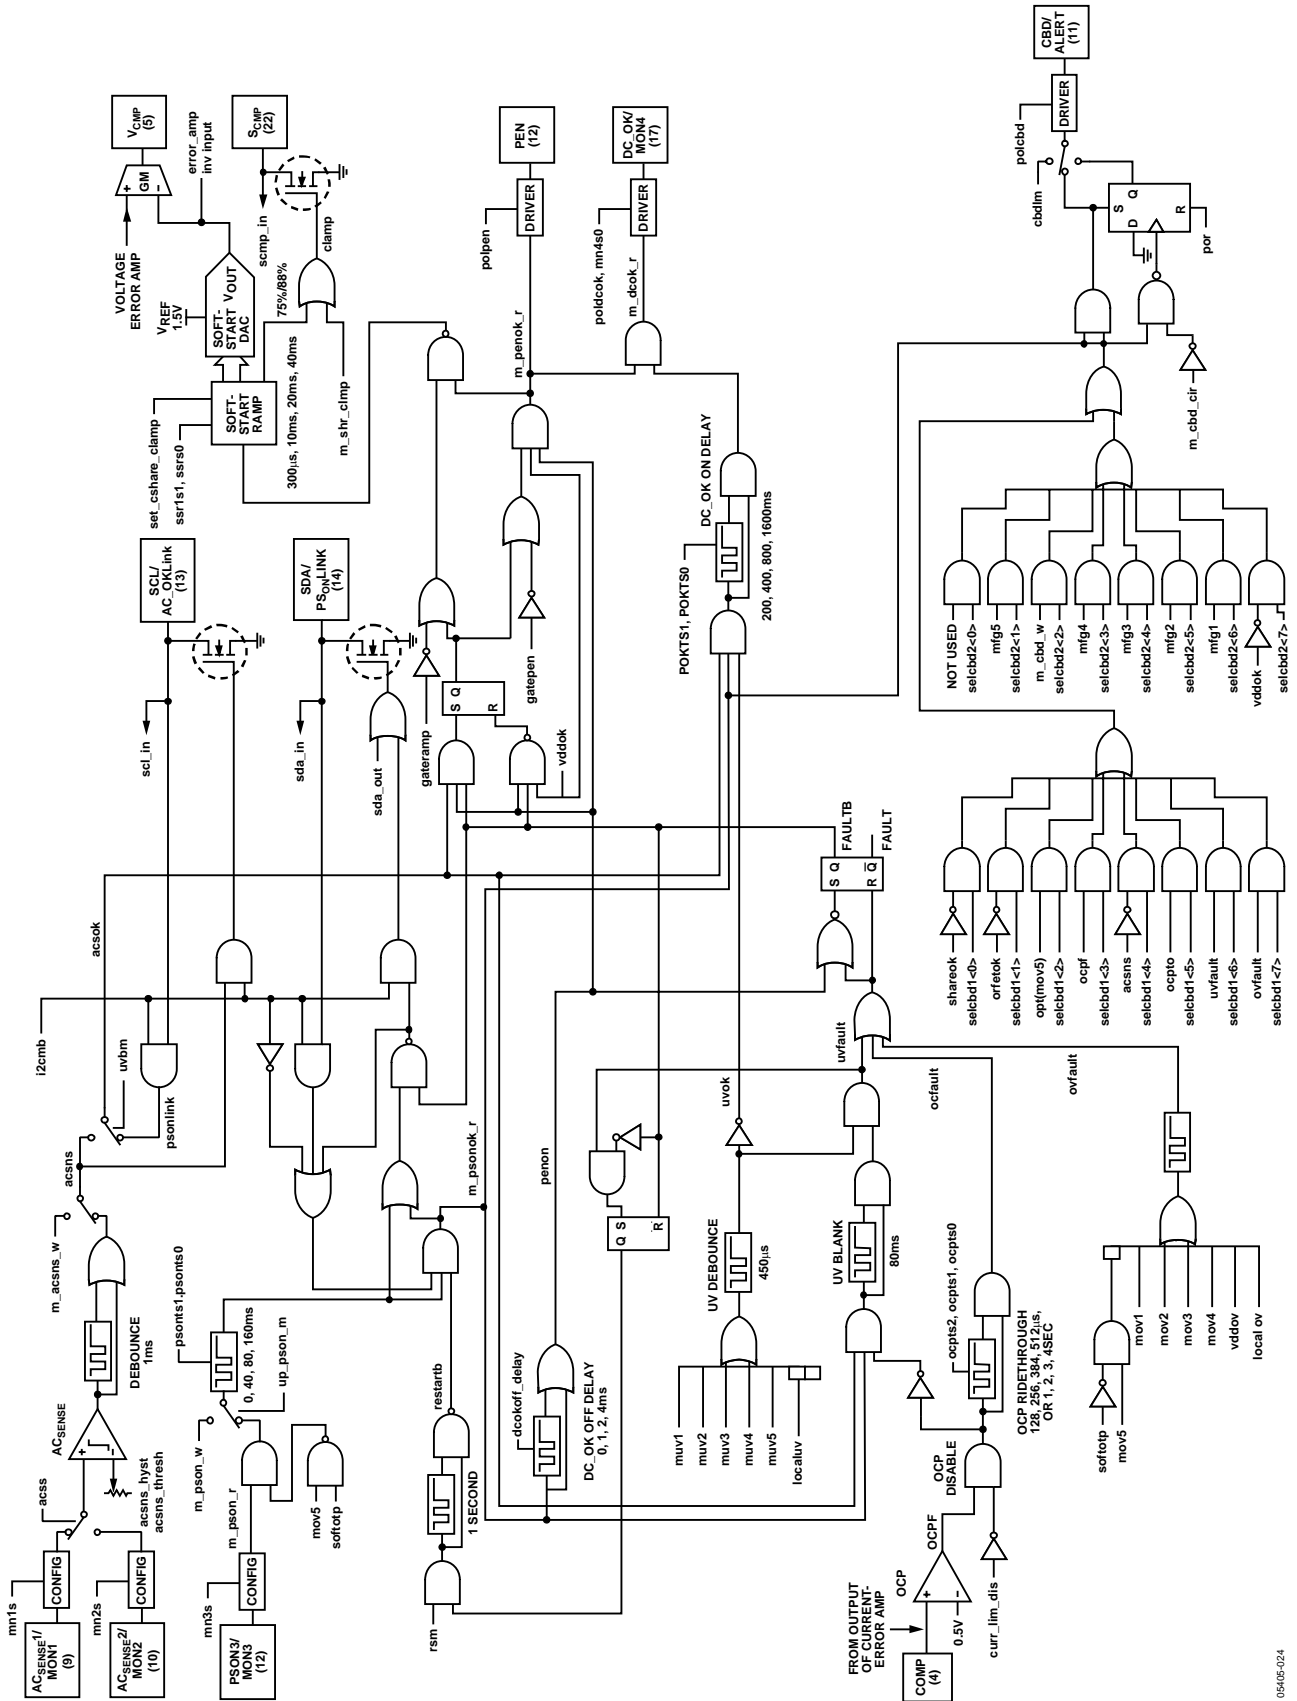 AC_SENSE1/
MON1
(9)
mn1s
CONFIG
AC_SENSE2/
MON2
(10)
mn2s
CONFIG
acss
AC_SENSE
+
–
acsns_hyst
acsns_thresh
DEBOUNCE
1ms
m_acsns_w
acsns
uvbm
psonlink
acsok
i2cmb
scl_in
SCL/
AC_OKLink
(13)
sda_in
SDA/
PS_ON LINK
(14)
sda_out
PSON3/
MON3
(12)
mn3s
CONFIG
m_pson_r
m_pson_w
mov5
softotp
up_pson_m
psonts1.psonts0
0, 40, 80, 160ms
rsm
1 SECOND
restartb
m_psonok_r
dcokoff_delay
DC_OK OFF DELAY
0, 1, 2, 4ms
penon
Q S
R
set_cshare_clamp
ssr1s1, ssrs0
SOFT-
START
RAMP
300µs, 10ms, 20ms, 40ms
VREF
1.5V
SOFT-
START
DAC
VOUT
VOLTAGE
ERROR AMP
+
–
GM
VCMP
(5)
error_amp
inv input
75%/88%
m_shr_clmp
clamp
scmp_in
SCMP
(22)
gateramp
S Q
R
gatepen
vddok
m_penok_r
polpen
DRIVER
PEN
(12)
poldcok, mn4s0
m_dcok_r
DRIVER
DC_OK/
MON4
(17)
POKTS1, POKTS0
DC_OK ON DELAY
200, 400, 800, 1600ms
muv1
muv2
muv3
muv4
muv5
localuv
UV DEBOUNCE
450µs
uvok
UV BLANK
80ms
uvfault
ocfault
ovfault
S Q
R Q
FAULTB
FAULT
COMP
(4)
FROM OUTPUT
OF CURRENT-
ERROR AMP
+
–
0.5V
OCP
OCPF
curr_lim_dis
OCP
DISABLE
ocpts2, ocpts1, ocpts0
OCP RIDETHROUGH
128, 256, 384, 512µs,
OR 1, 2, 3, 4SEC
softotp
mov5
mov1
mov2
mov3
mov4
vddov
local ov
shareok
selcbd1<0>
orfetok
selcbd1<1>
opt(mov5)
selcbd1<2>
ocpf
selcbd1<3>
acsns
selcbd1<4>
ocpto
selcbd1<5>
uvfault
selcbd1<6>
ovfault
selcbd1<7>
NOT USED
selcbd2<0>
mfg5
selcbd2<1>
m_cbd_w
selcbd2<2>
mfg4
selcbd2<3>
mfg3
selcbd2<4>
mfg2
selcbd2<5>
mfg1
selcbd2<6>
vddok
selcbd2<7>
m_cbd_clr
S
D Q
R
por
cbdlm
polcbd
DRIVER
CBD/
ALERT
(11)
05405-024